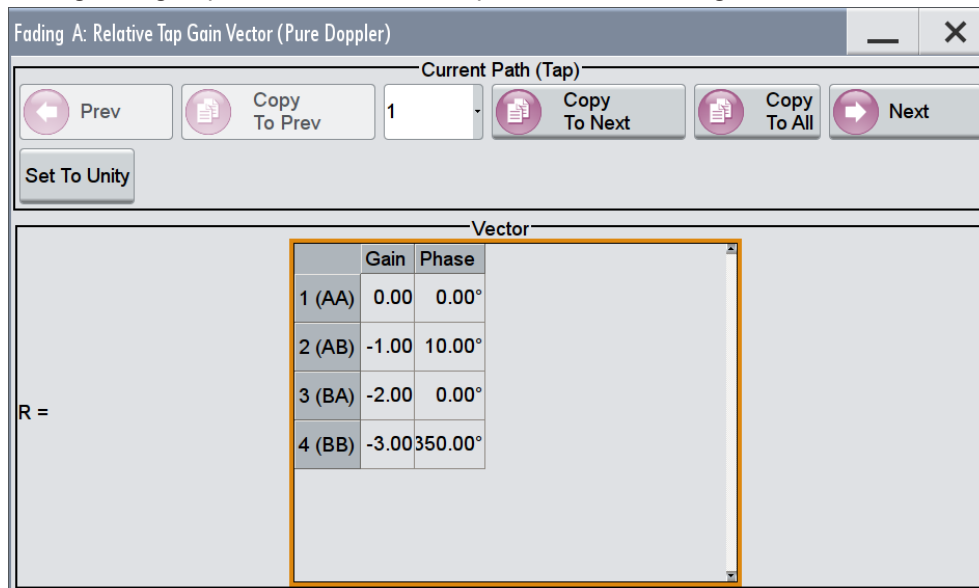 Fading A: Relative Tap Gain Vector (Pure Doppler)
Current Path (Tap)
Prev
Copy
To Prev
1
Copy
To Next
Copy
To All
Next
Set To Unity
Vector
Gain Phase
1 (AA) 0.00 0.00°
2 (AB) -1.00 10.00°
3 (BA) -2.00 0.00°
R =
4 (BB) -3.00 350.00°